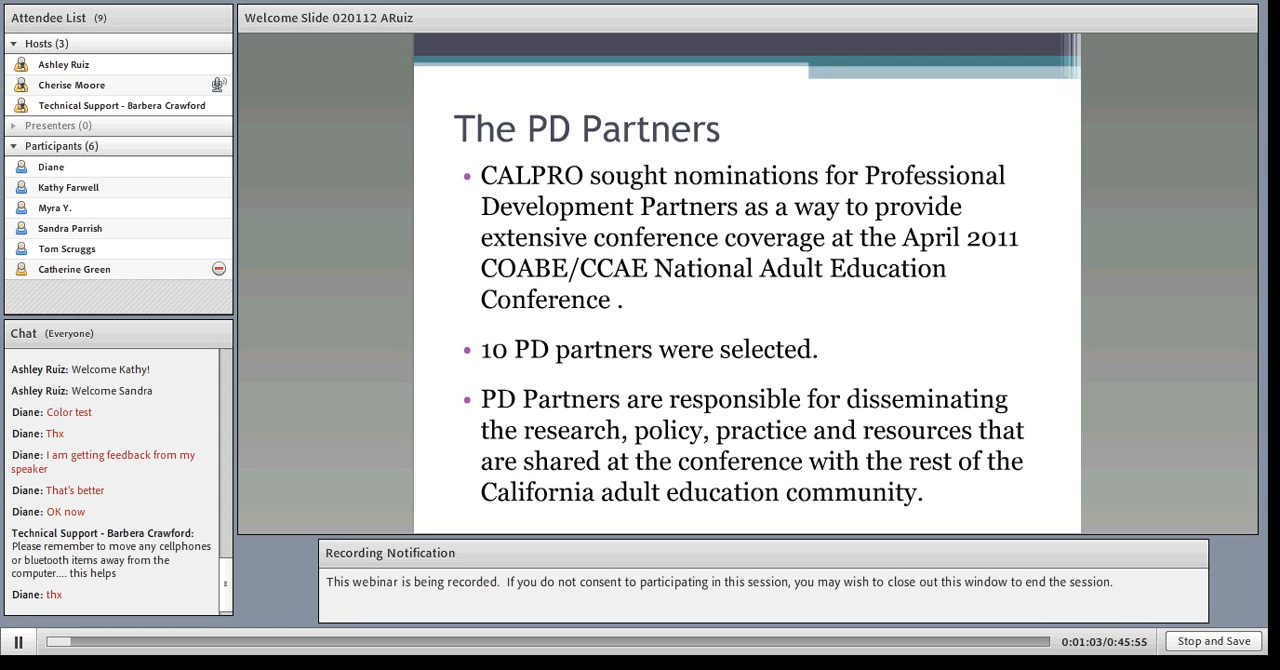 Attendee List (9)
Hosts (3)
Ashley Ruiz
Cherise Moore
Technical Support - Barbera Crawford
Presenters (0)
Participants (6)
Diane
Kathy Farwell
Myra Y.
Sandra Parrish
Tom Scruggs
Catherine Green
Chat (Everyone)
Ashley Ruiz: Welcome Kathy!
Ashley Ruiz: Welcome Sandra
Diane: Color test
Diane: Thx
Diane: I am getting feedback from my
speaker
Diane: That's better
Diane: OK now
Technical Support - Barbera Crawford:
Please remember to move any cellphones
or bluetooth items away from the
computer.... this helps
Diane: thx
Welcome Slide 020112 ARuiz
The PD Partners
• CALPRO sought nominations for Professional
Development Partners as a way to provide
extensive conference coverage at the April 2011
COABE/CCAE National Adult Education
Conference .
• 10 PD partners were selected.
• PD Partners are responsible for disseminating
the research, policy, practice and resources that
are shared at the conference with the rest of the
California adult education community.
Recording Notification
This webinar is being recorded. If you do not consent to participating in this session, you may wish to close out this window to end the session.
0:01:03/0:45:55
Stop and Save